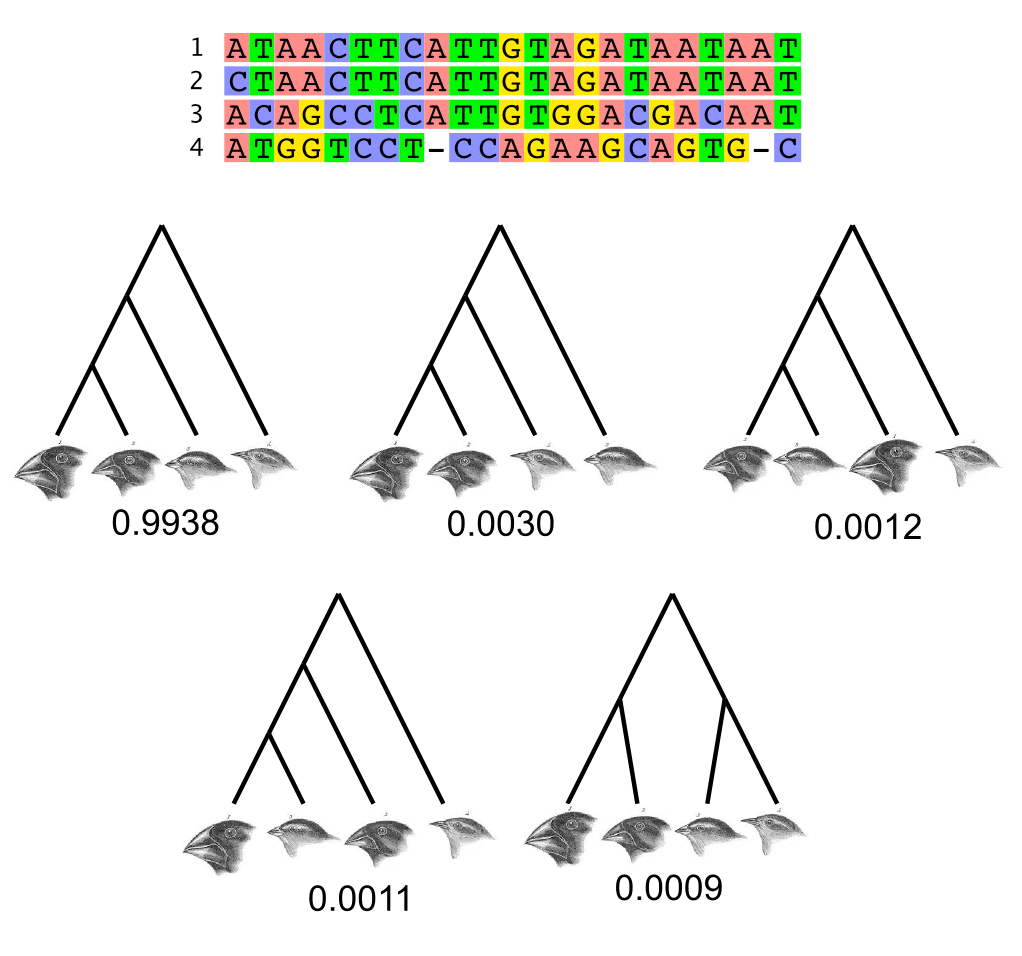 1 ATAACTTCATTGTAGATAATAAT
2 CTAACTTCATTGTAGATAATAAT
3 ACAGCCTCATTGTGGACGACAAT
4 ATGGTCCT–CCAGAAGCAGTG–C
0.9938
0.0030
0.0012
0.0011
0.0009